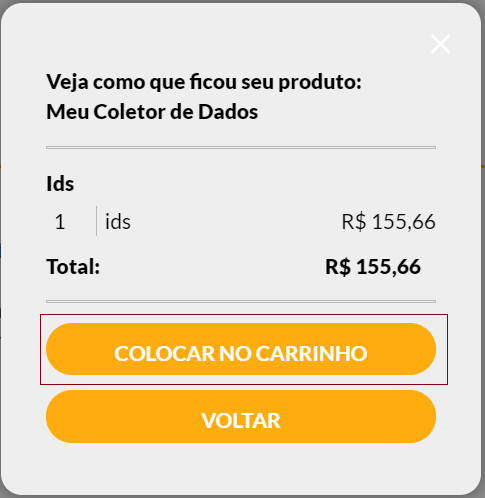 Veja como que ficou seu produto:
Meu Coletor de Dados
Ids
1 ids R$ 155,66
Total: R$ 155,66
COLOCAR NO CARRINHO
VOLTAR